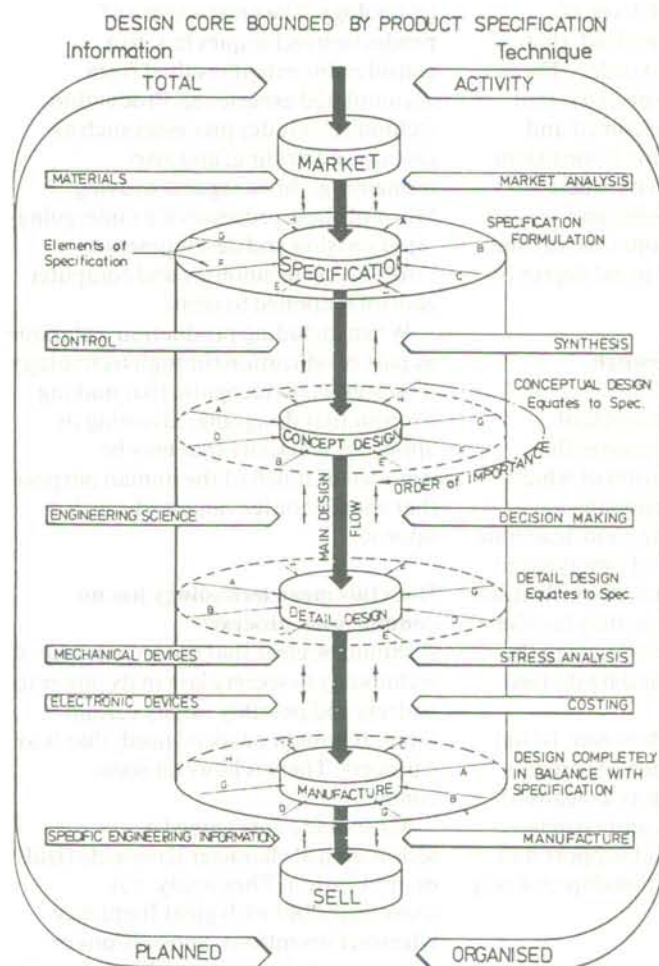 DESIGN CORE BOUNDED BY PRODUCT SPECIFICATION
Information
Technique
TOTAL
ACTIVITY
MARKET
MATERIALS
MARKET ANALYSIS
Elements of
Specification
SPECIFICATION
FORMULATION
A
B
C
E
F
SPECIFICATION
CONTROL
SYNTHESIS
CONCEPTUAL DESIGN
Equates to Spec.
A
D
B
E
G
CONCEPT DESIGN
ORDER of IMPORTANCE
MAIN DESIGN
FLOW
ENGINEERING SCIENCE
DECISION MAKING
DETAIL DESIGN
Equates to Spec.
A
B
G
E
DETAIL DESIGN
MECHANICAL DEVICES
STRESS ANALYSIS
ELECTRONIC DEVICES
COSTING
DESIGN COMPLETELY
IN BALANCE WITH
SPECIFICATION
H
A
G
B
D
MANUFACTURE
SPECIFIC ENGINEERING INFORMATION
MANUFACTURE
SELL
PLANNED
ORGANISED